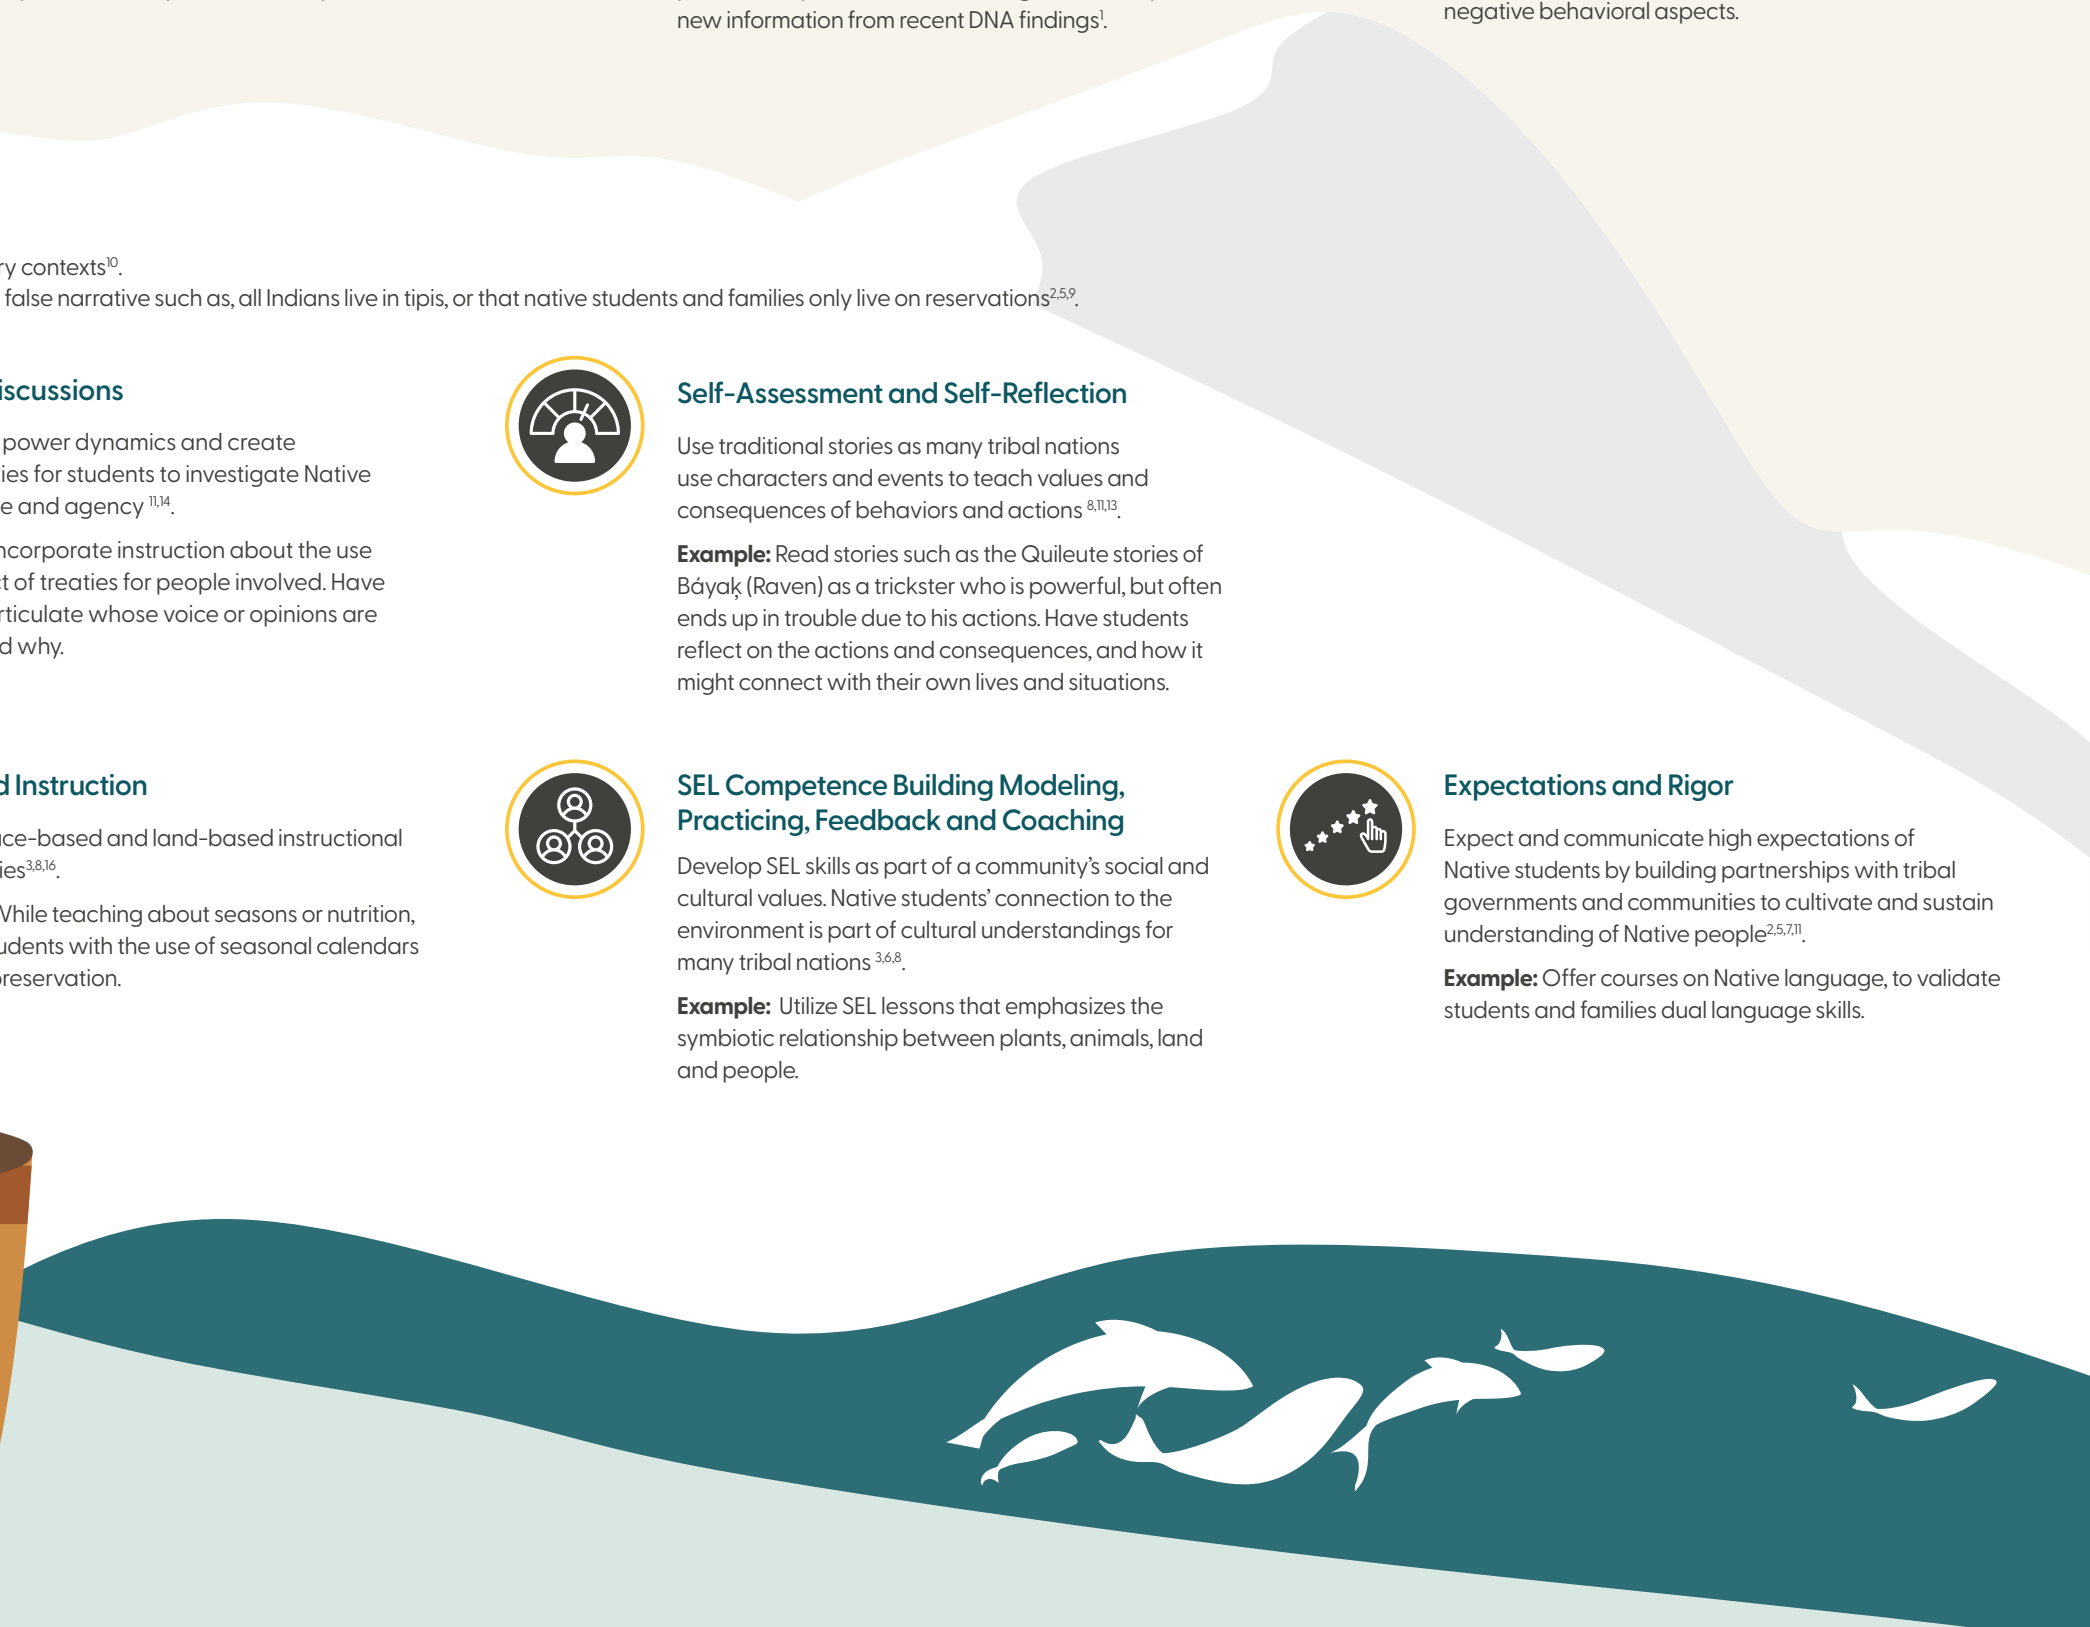 new information from recent DNA findings¹.
negative behavioral aspects.
contexts¹⁰.
false narrative such as, all Indians live in tipis, or that native students and families only live on reservations²,⁵,⁹.
power dynamics and create
for students to investigate Native
and agency ¹¹,¹⁴.
incorporate instruction about the use
of treaties for people involved. Have
articulate whose voice or opinions are
why.
Self-Assessment and Self-Reflection
Use traditional stories as many tribal nations
use characters and events to teach values and
consequences of behaviors and actions ⁸,¹¹,¹³.
Example: Read stories such as the Quileute stories of
Báyaḳ (Raven) as a trickster who is powerful, but often
ends up in trouble due to his actions. Have students
reflect on the actions and consequences, and how it
might connect with their own lives and situations.
Instruction
and land-based instructional
³,⁸,¹⁶.
While teaching about seasons or nutrition,
students with the use of seasonal calendars
preservation.
SEL Competence Building Modeling,
Practicing, Feedback and Coaching
Develop SEL skills as part of a community's social and
cultural values. Native students' connection to the
environment is part of cultural understandings for
many tribal nations ³,⁶,⁸.
Example: Utilize SEL lessons that emphasizes the
symbiotic relationship between plants, animals, land
and people.
Expectations and Rigor
Expect and communicate high expectations of
Native students by building partnerships with tribal
governments and communities to cultivate and sustain
understanding of Native people²,⁵,⁷,¹¹.
Example: Offer courses on Native language, to validate
students and families dual language skills.